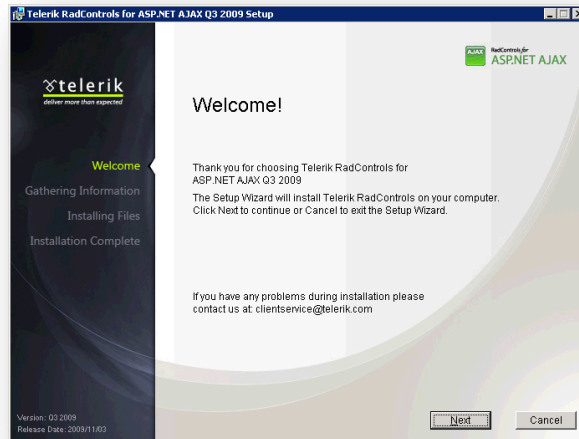 Telerik RadControls for ASP.NET AJAX Q3 2009 Setup
AJAX
RadControls for
ASP.NET AJAX
telerik
deliver more than expected
Welcome!
Welcome
Gathering Information
Installing Files
Installation Complete
Thank you for choosing Telerik RadControls for
ASP.NET AJAX Q3 2009
The Setup Wizard will install Telerik RadControls on your computer.
Click Next to continue or Cancel to exit the Setup Wizard.
If you have any problems during installation please
contact us at: clientservice@telerik.com
Version: Q3 2009
Release Date: 2009/11/03
Next
Cancel